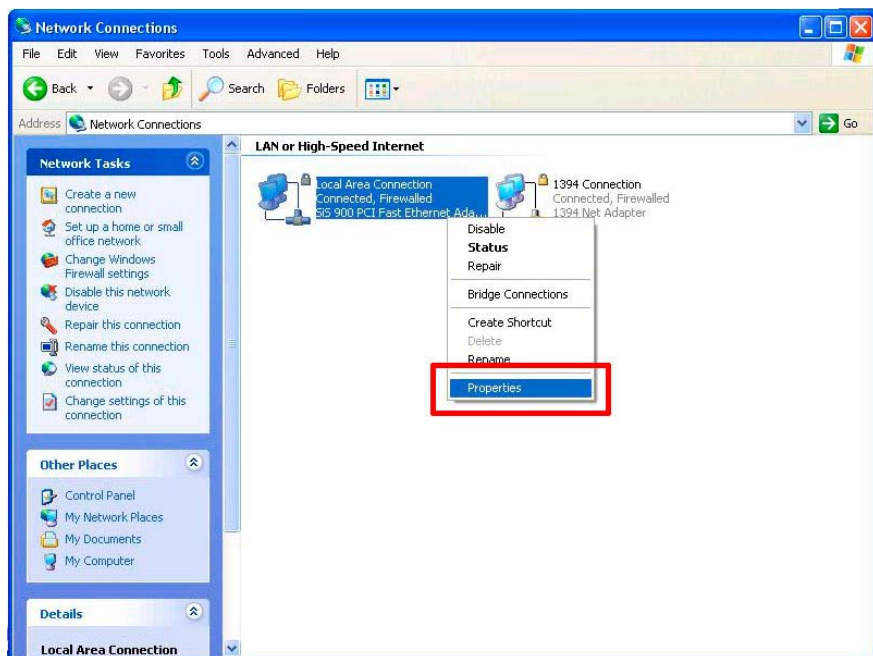 Network Connections
File Edit View Favorites Tools Advanced Help
Back Search Folders
Address Network Connections Go
Network Tasks
Create a new
connection
Set up a home or small
office network
Change Windows
Firewall settings
Disable this network
device
Repair this connection
Rename this connection
View status of this
connection
Change settings of this
connection
Other Places
Control Panel
My Network Places
My Documents
My Computer
Details
Local Area Connection
LAN or High-Speed Internet
Local Area Connection
Connected, Firewalled
SiS 900 PCI Fast Ethernet Ada...
1394 Connection
Connected, Firewalled
1394 Net Adapter
Disable
Status
Repair
Bridge Connections
Create Shortcut
Delete
Rename
Properties